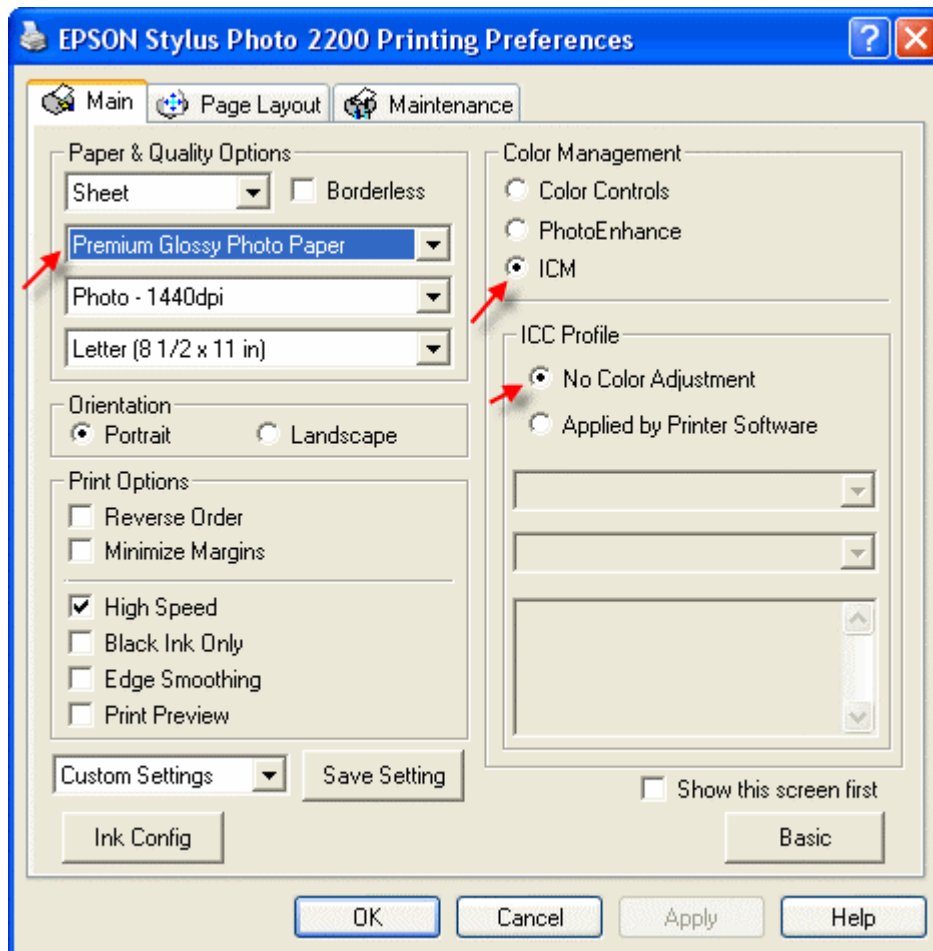 EPSON Stylus Photo 2200 Printing Preferences
Main
Page Layout
Maintenance
Paper & Quality Options
Sheet
Borderless
Premium Glossy Photo Paper
Photo - 1440dpi
Letter (8 1/2 x 11 in)
Orientation
Portrait
Landscape
Print Options
Reverse Order
Minimize Margins
High Speed
Black Ink Only
Edge Smoothing
Print Preview
Custom Settings
Save Setting
Ink Config
Color Management
Color Controls
PhotoEnhance
ICM
ICC Profile
No Color Adjustment
Applied by Printer Software
Show this screen first
Basic
OK
Cancel
Apply
Help